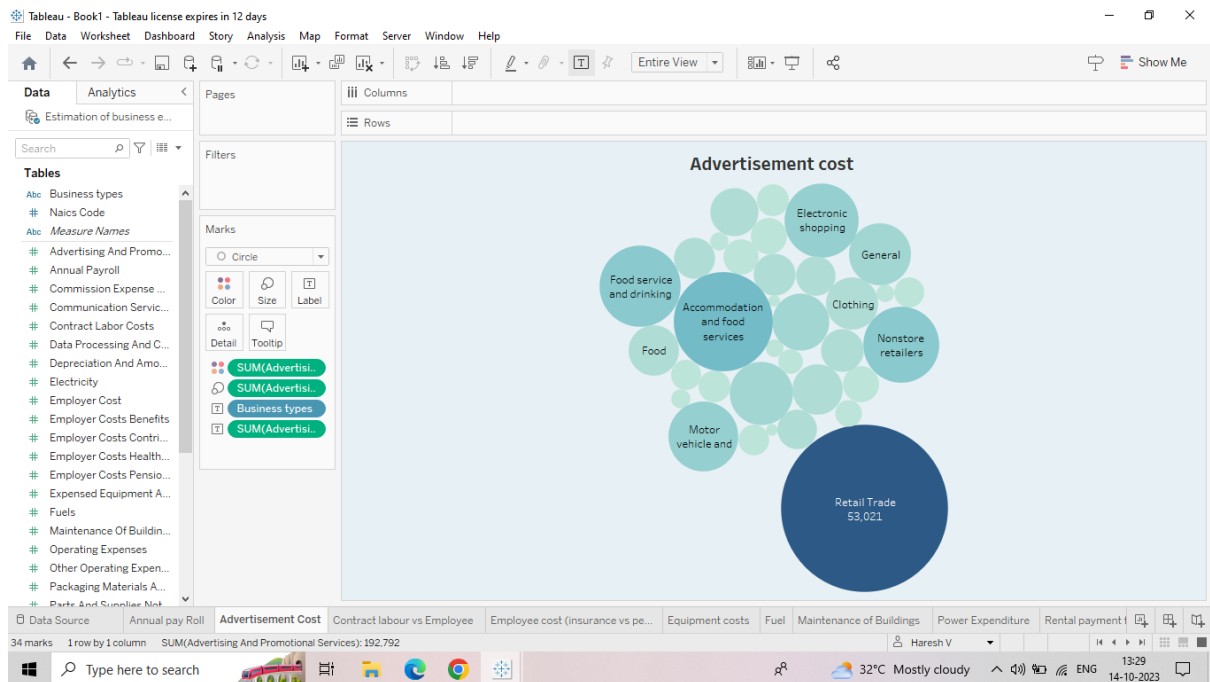 Tableau - Book1 - Tableau license expires in 12 days
File Data Worksheet Dashboard Story Analysis Map Format Server Window Help
Entire View
Show Me
Data Analytics
Pages
Columns
Estimation of business e...
Rows
Search
Filters
Tables
Abc Business types
# Naics Code
Abc Measure Names
# Advertising And Promo...
# Annual Payroll
# Commission Expense ...
# Communication Servic...
# Contract Labor Costs
# Data Processing And C...
# Depreciation And Amo...
# Electricity
# Employer Cost
# Employer Costs Benefits
# Employer Costs Contri...
# Employer Costs Health...
# Employer Costs Pensio...
# Expensed Equipment A...
# Fuels
# Maintenance Of Buildin...
# Operating Expenses
# Other Operating Expen...
# Packaging Materials A...
# Parts And Supplies Not
Marks
Circle
Color Size Label
Detail Tooltip
SUM(Advertisi..
SUM(Advertisi..
Business types
SUM(Advertisi..
Advertisement cost
Electronic
shopping
General
Food service
and drinking
Accommodation
and food
services
Clothing
Nonstore
retailers
Food
Motor
vehicle and
Retail Trade
53,021
Data Source Annual pay Roll Advertisement Cost Contract labour vs Employee Employee cost (insurance vs pe... Equipment costs Fuel Maintenance of Buildings Power Expenditure Rental payment f
34 marks 1 row by 1 column SUM(Advertising And Promotional Services): 192,792
Haresh V
Type here to search
32°C Mostly cloudy
ENG
13:29
14-10-2023